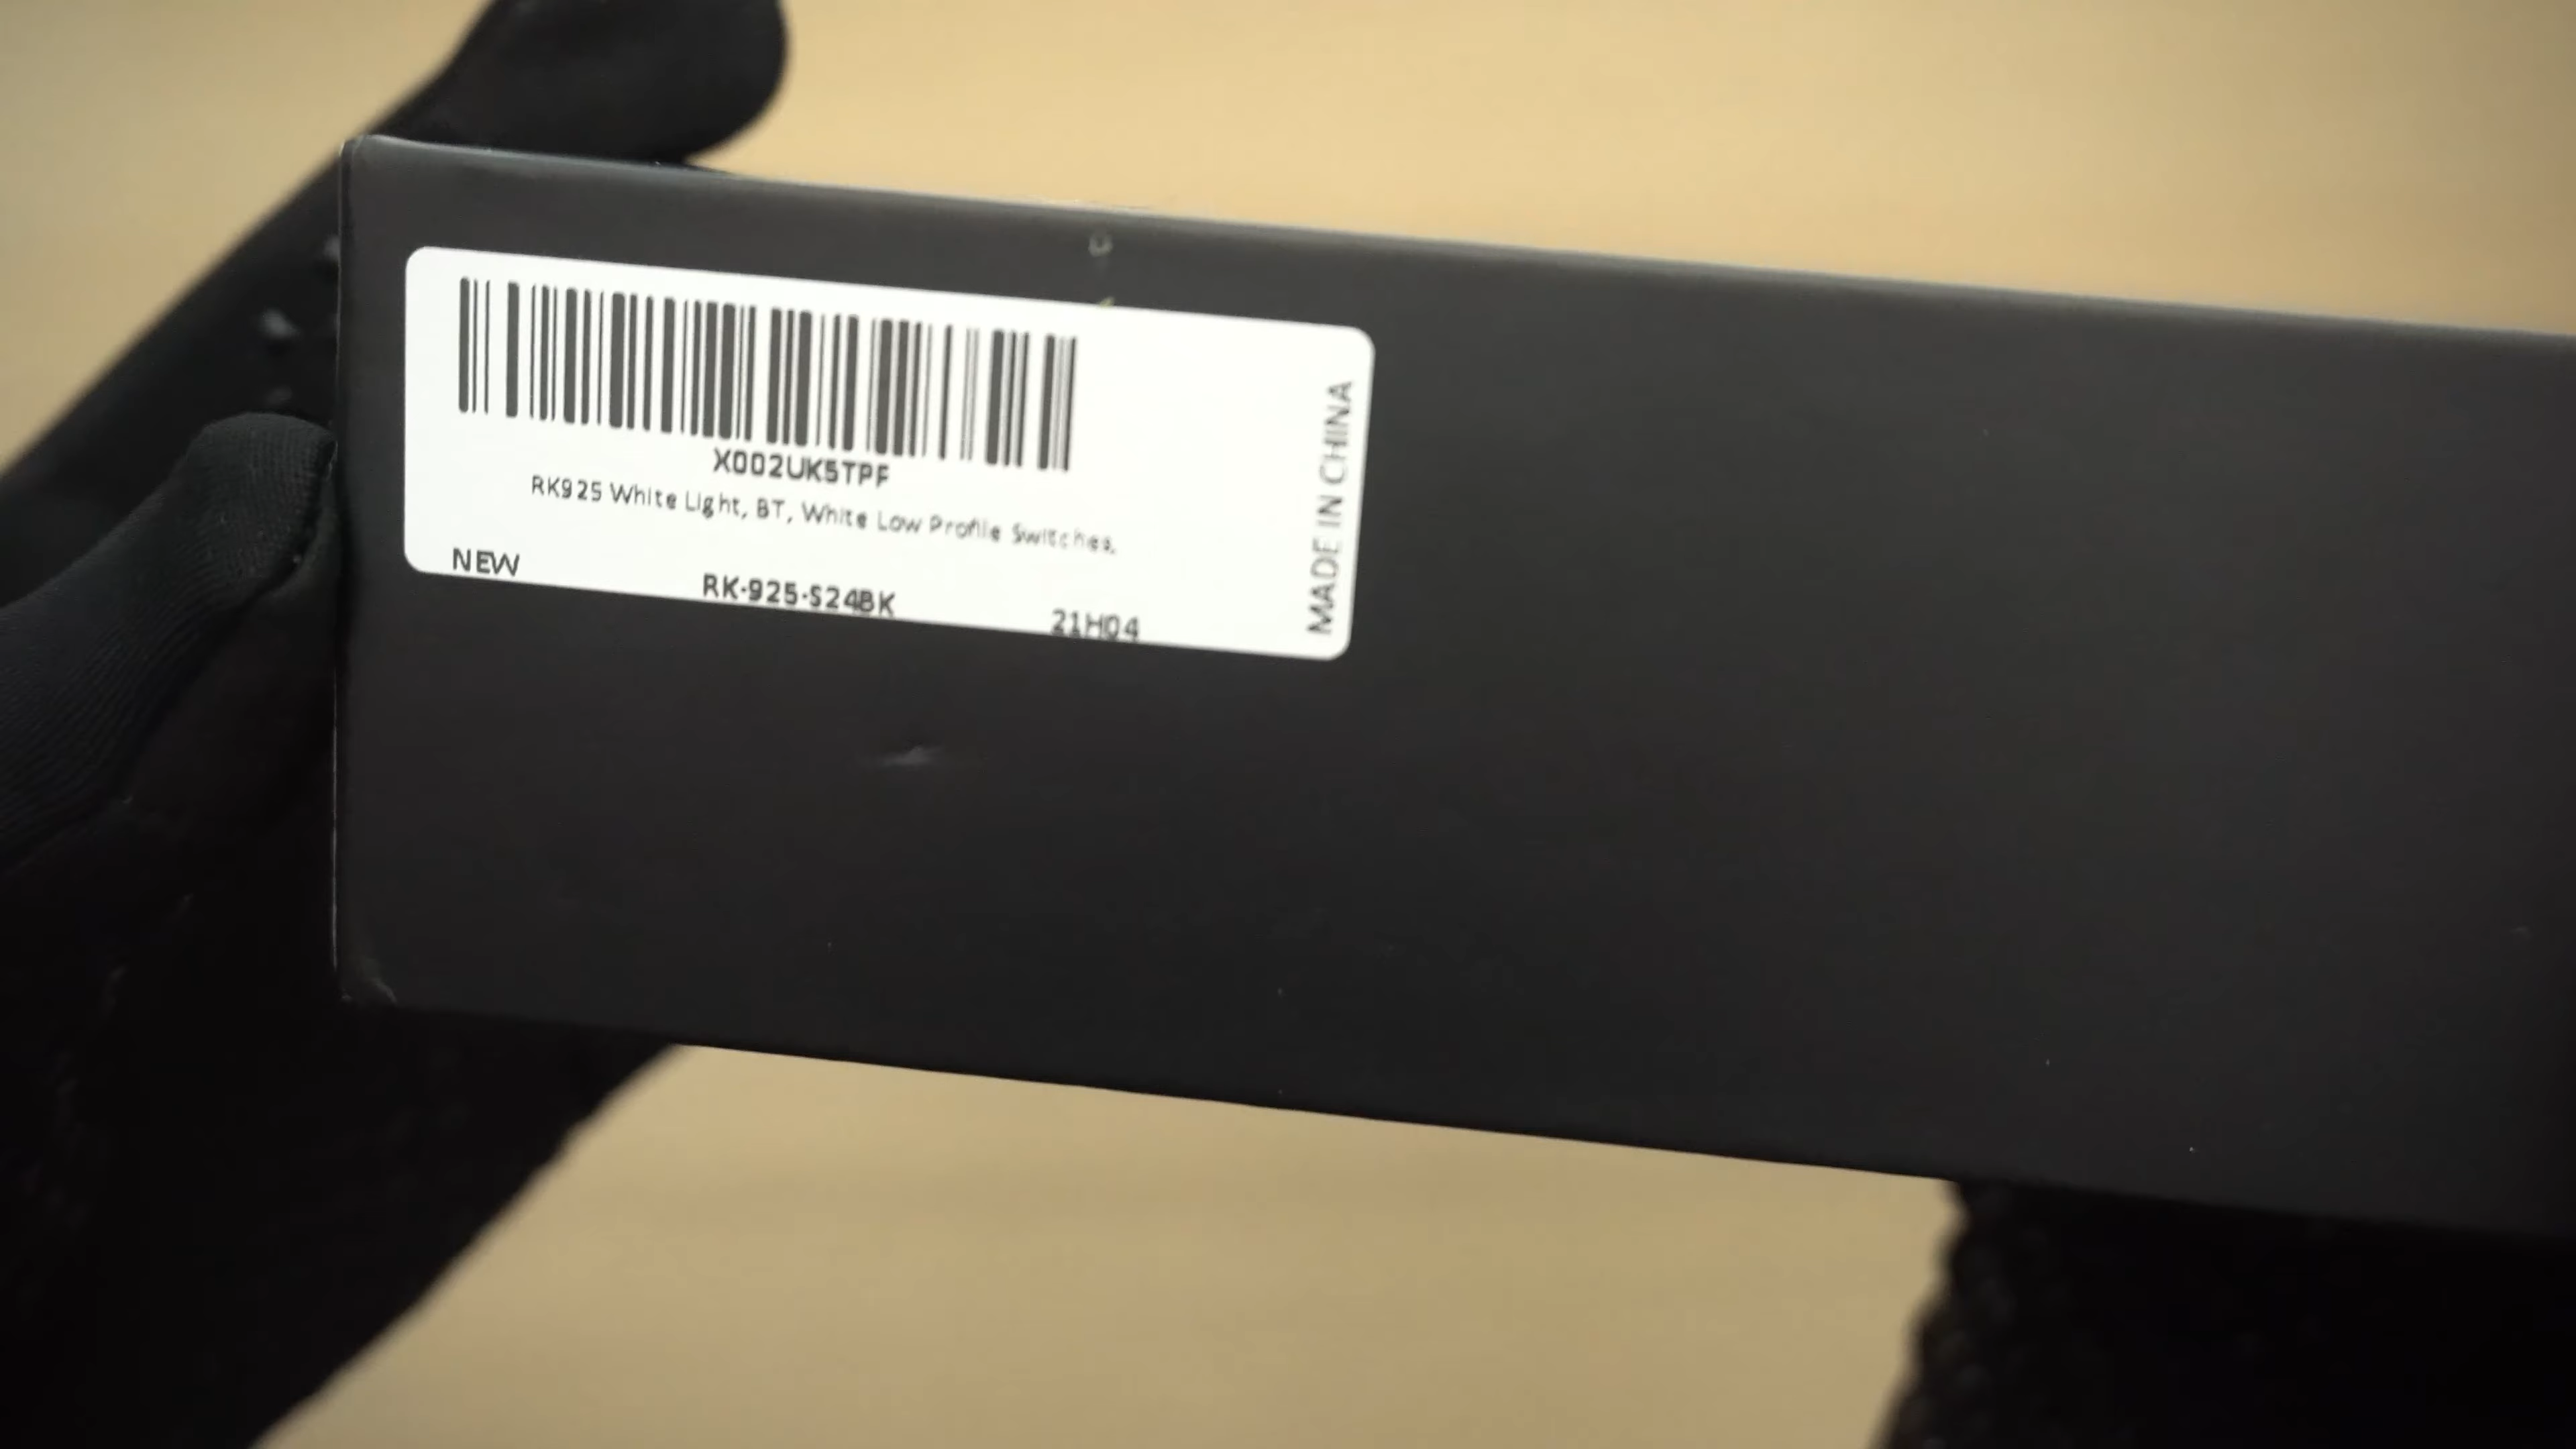 X002UK5TPF
RK925 White Light, BT, White Low Profile Switches,
NEW
RK-925-S24BK
21H04
MADE IN CHINA